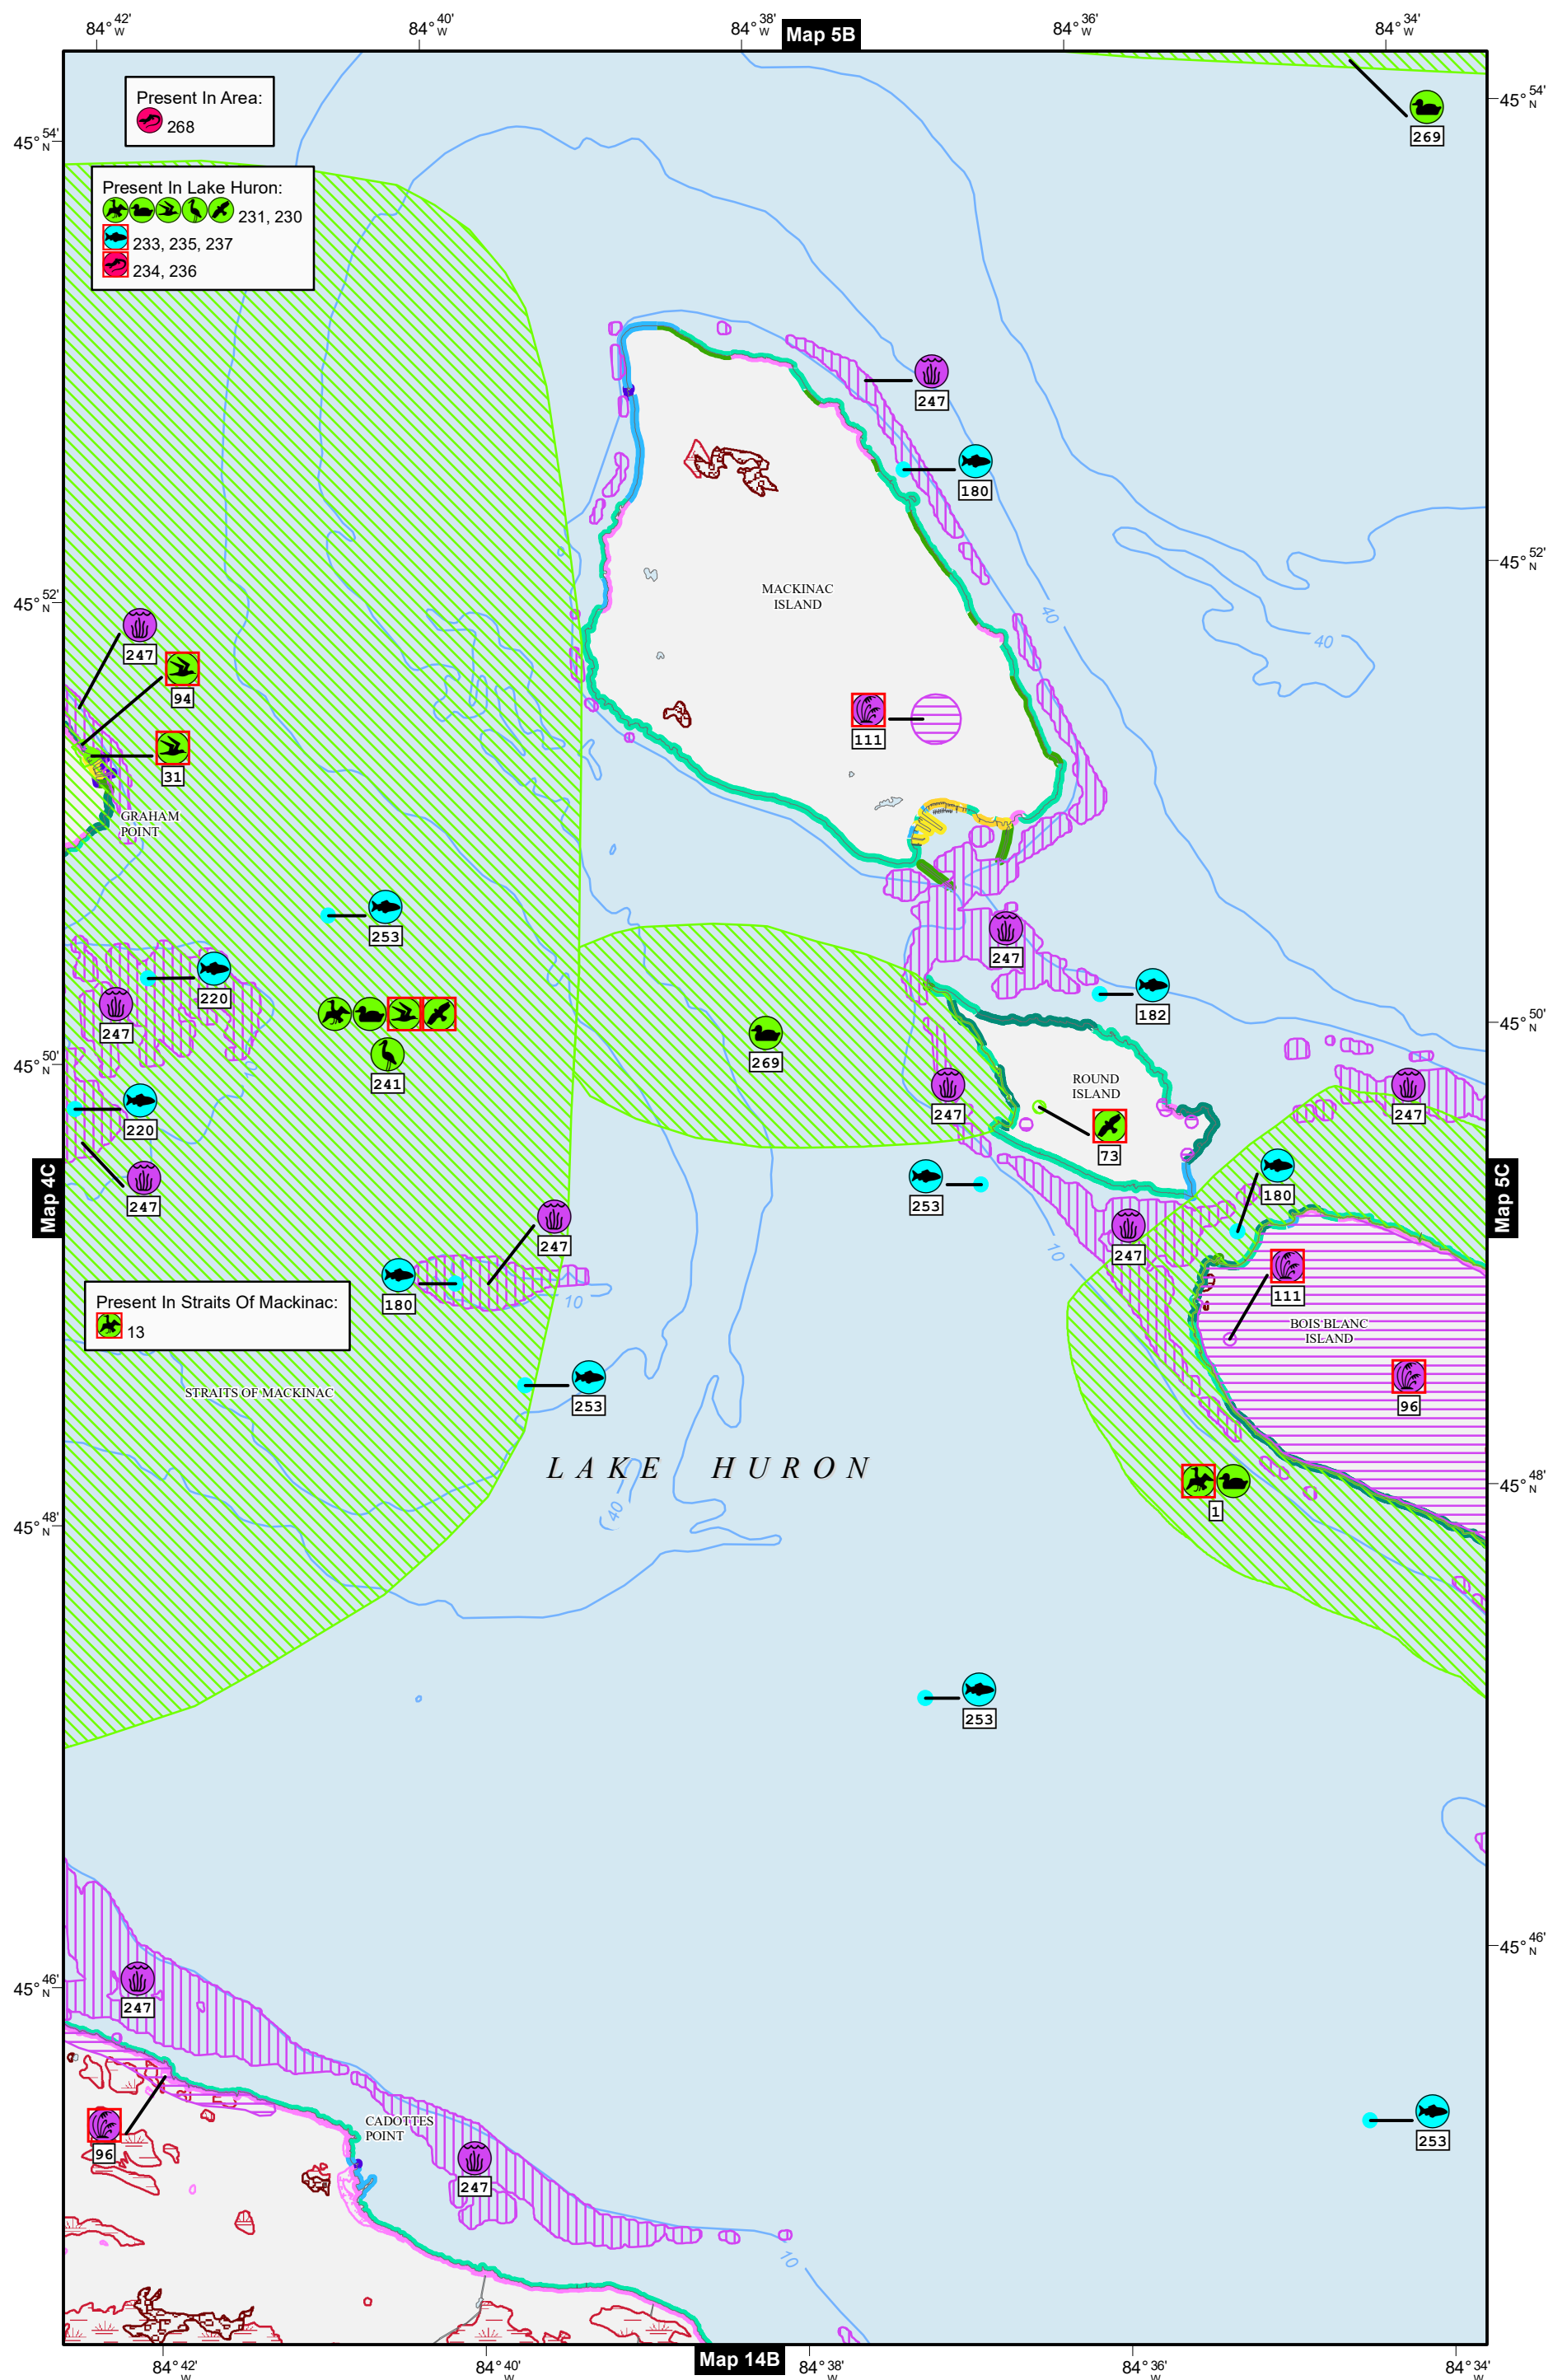 84° 42' W
84° 40' W
84° 38' W
Map 5B
84° 36' W
84° 34' W
45° 54' N
45° 54' N
Present In Area:
268
269
Present In Lake Huron:
231, 230
233, 235, 237
234, 236
247
180
45° 52' N
45° 52' N
MACKINAC
ISLAND
40
40
247
94
111
31
GRAHAM
POINT
253
247
220
182
247
10
45° 50' N
45° 50' N
241
269
ROUND
ISLAND
247
247
220
73
Map 4C
Map 5C
247
253
180
247
247
10
180
10
111
Present In Straits Of Mackinac:
13
BOIS BLANC
ISLAND
STRAITS OF MACKINAC
253
96
LAKE HURON
40
1
45° 48' N
45° 48' N
253
45° 46' N
45° 46' N
247
CADOTTES
POINT
96
253
247
10
84° 42' W
84° 40' W
Map 14B
84° 38' W
84° 36' W
84° 34' W